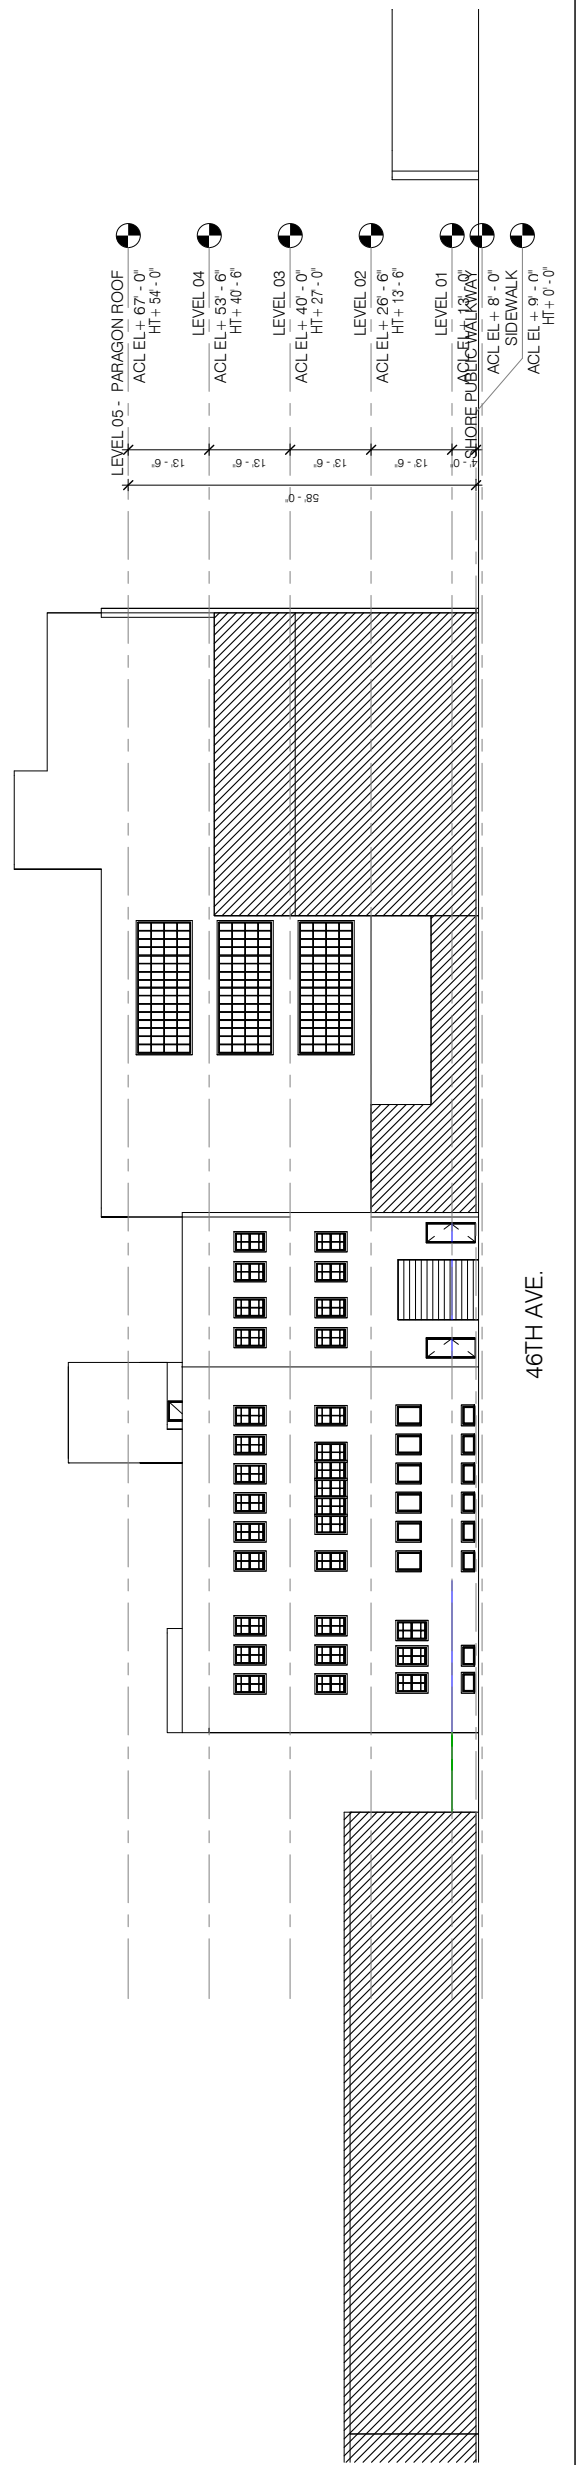 LEVEL 05 - PARAGON ROOF
ACL EL+ 67' - 0"
HT + 54' - 0"
LEVEL 04
ACL EL+ 53' - 6"
HT + 40' - 6"
LEVEL 03
ACL EL+ 40' - 0"
HT + 27' - 0"
LEVEL 02
ACL EL+ 26' - 6"
HT + 13' - 6"
LEVEL 01
ACL EL+ 13' - 0"
SHORE PUBLIC WALKWAY
ACL EL+ 8' - 0"
SIDEWALK
ACL EL+ 9' - 0"
HT + 0' - 0"
13' - 6"
13' - 6"
13' - 6"
13' - 6"
4' - 0"
58' - 0"
46TH AVE.